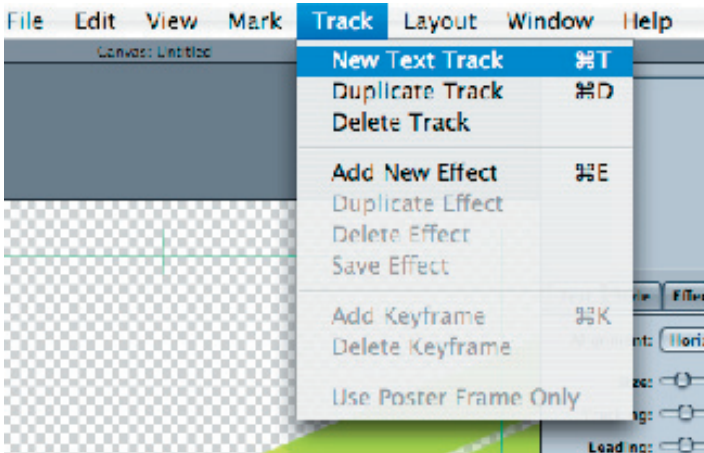 File Edit View Mark Track Layout Window Help
Canvas: Untitled
New Text Track ⌘T
Duplicate Track ⌘D
Delete Track
Add New Effect ⌘E
Duplicate Effect
Delete Effect
Save Effect
Add Keyframe ⌘K
Delete Keyframe
Use Poster Frame Only
Leading: